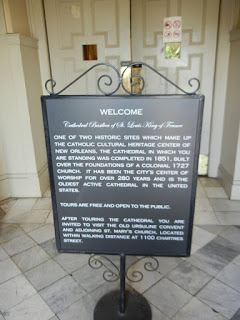 WELCOME
Cathedral Basilica of St. Louis King of France
ONE OF TWO HISTORIC SITES WHICH MAKE UP
THE CATHOLIC CULTURAL HERITAGE CENTER OF
NEW ORLEANS, THE CATHEDRAL IN WHICH YOU
ARE STANDING WAS COMPLETED IN 1851, BUILT
OVER THE FOUNDATIONS OF A COLONIAL 1727
CHURCH. IT HAS BEEN THE CITY'S CENTER OF
WORSHIP FOR OVER 280 YEARS AND IS THE
OLDEST ACTIVE CATHEDRAL IN THE UNITED
STATES.
TOURS ARE FREE AND OPEN TO THE PUBLIC.
AFTER TOURING THE CATHEDRAL YOU ARE
INVITED TO VISIT THE OLD URSULINE CONVENT
AND ADJOINING ST. MARY'S CHURCH, LOCATED
WITHIN WALKING DISTANCE AT 1100 CHARTRES
STREET.